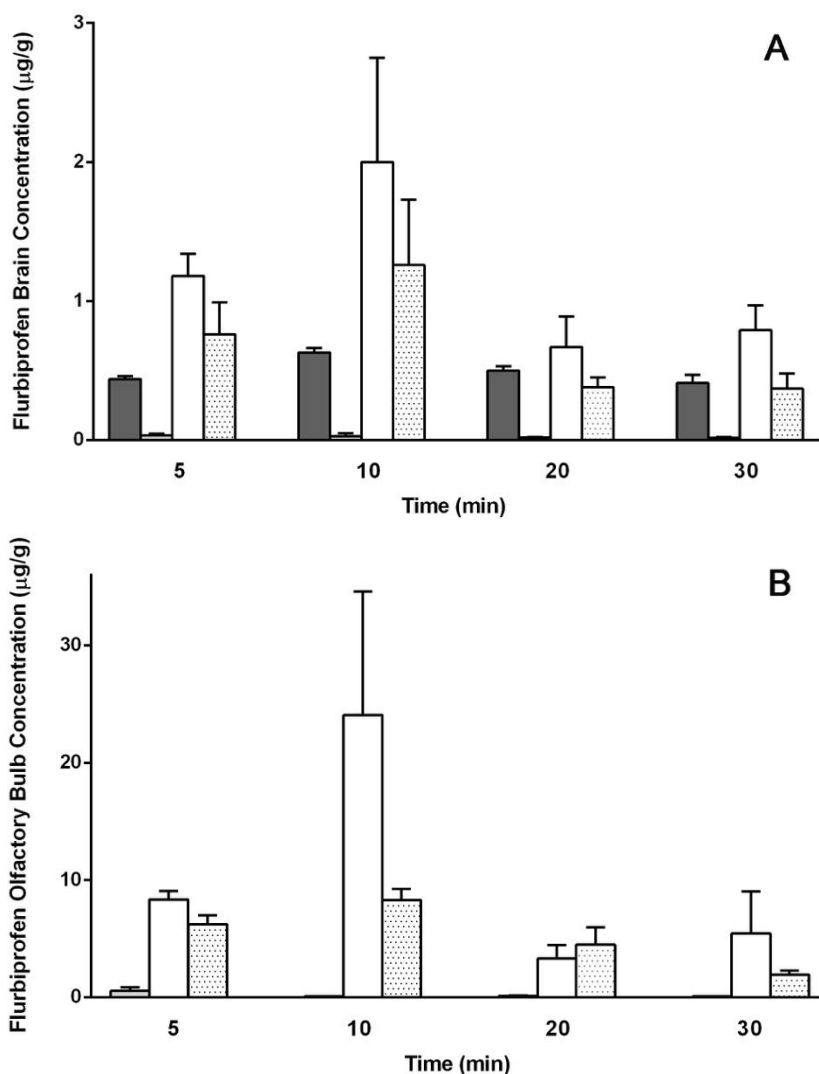 A
Flurbiprofen Brain Concentration (μg/g)
3
2
1
0
5 10 20 30
Time (min)
B
Flurbiprofen Olfactory Bulb Concentration (μg/g)
30
20
10
0
5 10 20 30
Time (min)